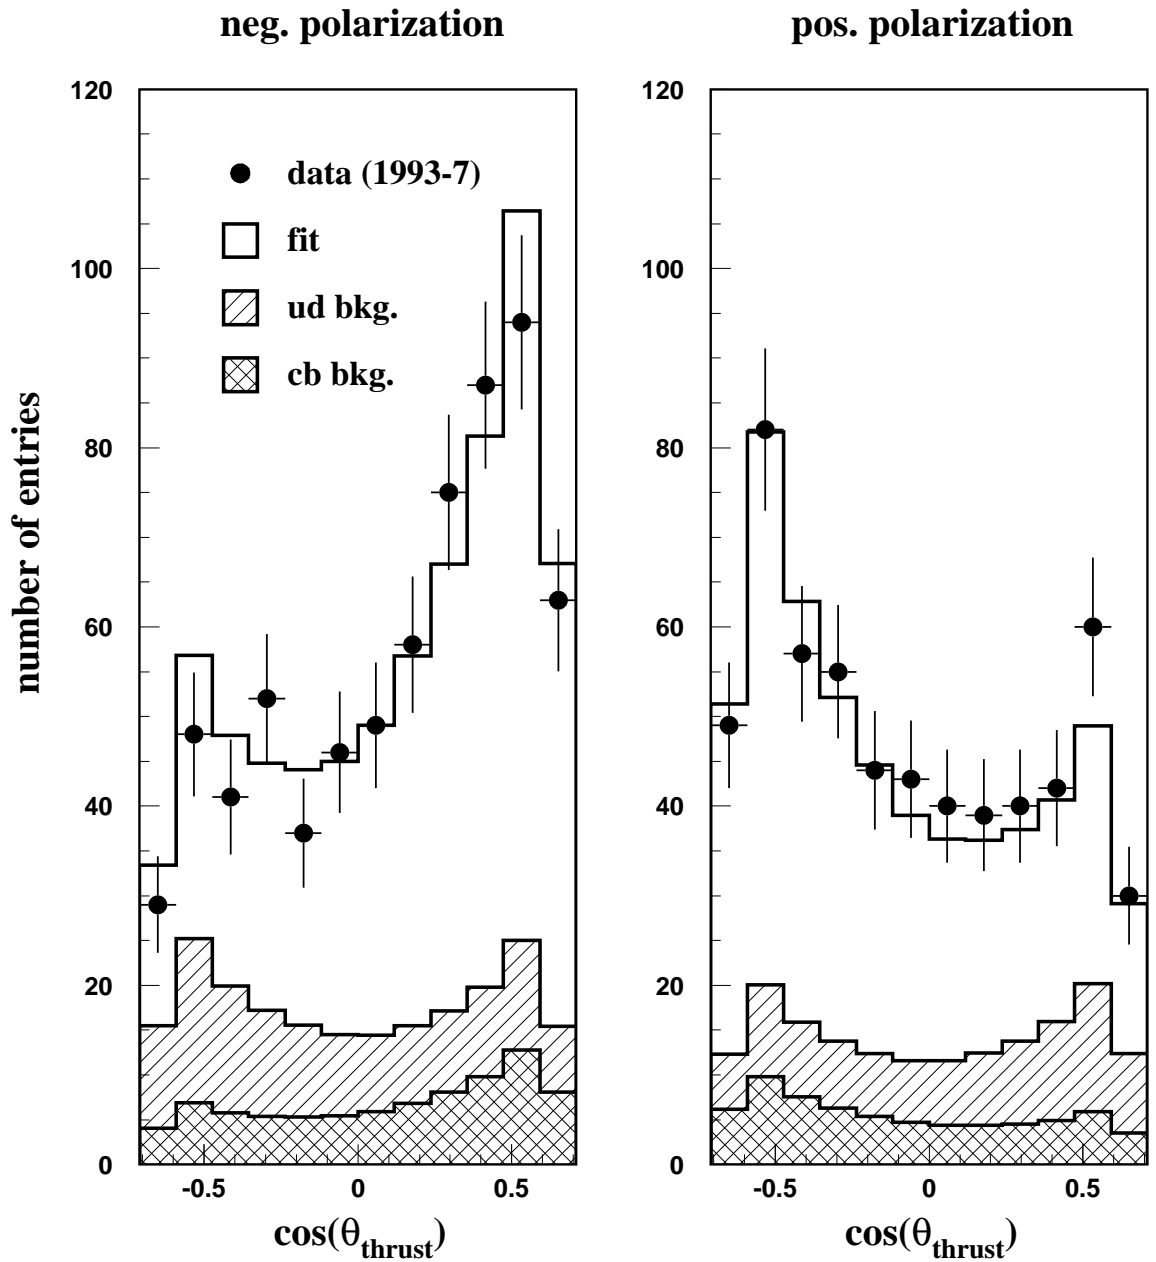 neg. polarization
pos. polarization
number of entries
120
100
80
60
40
20
0
data (1993-7)
fit
ud bkg.
cb bkg.
-0.5 0 0.5
cos(θthrust)
120
100
80
60
40
20
0
-0.5 0 0.5
cos(θthrust)